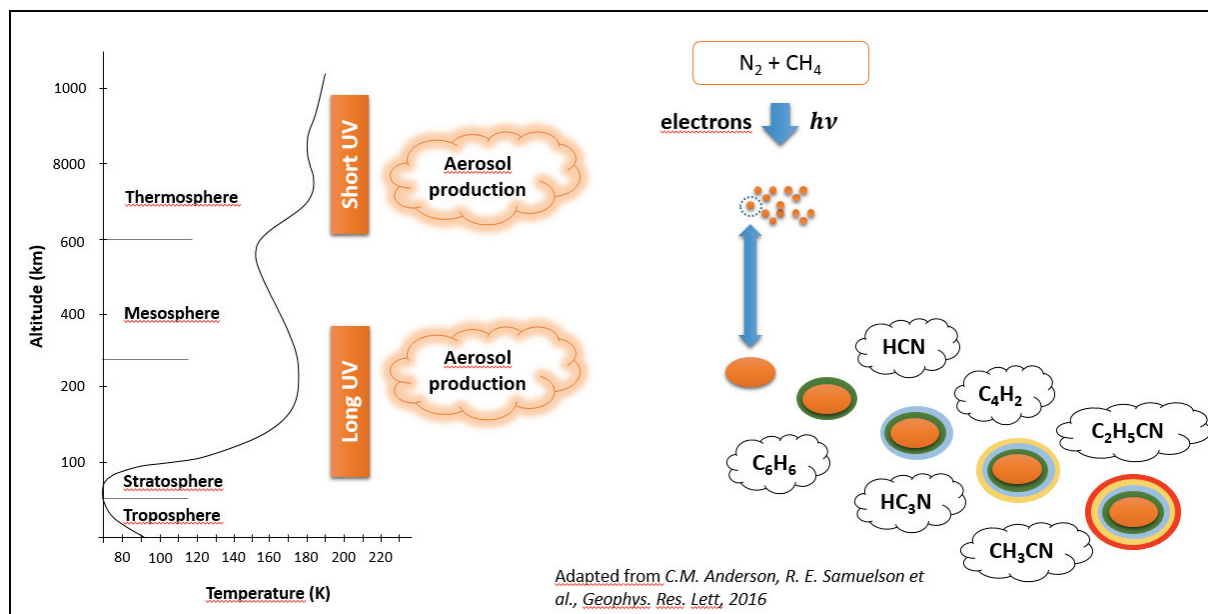 Altitude (km)
1000
8000
600
400
200
100
Thermosphere
Mesosphere
Stratosphere
Troposphere
80 100 120 140 160 180 200 220
Temperature (K)
Short UV
Aerosol
production
Long UV
Aerosol
production
N₂ + CH₄
electrons hν
HCN
C₄H₂
C₂H₅CN
C₆H₆
HC₃N
CH₃CN
Adapted from C.M. Anderson, R. E. Samuelson et
al., Geophys. Res. Lett, 2016